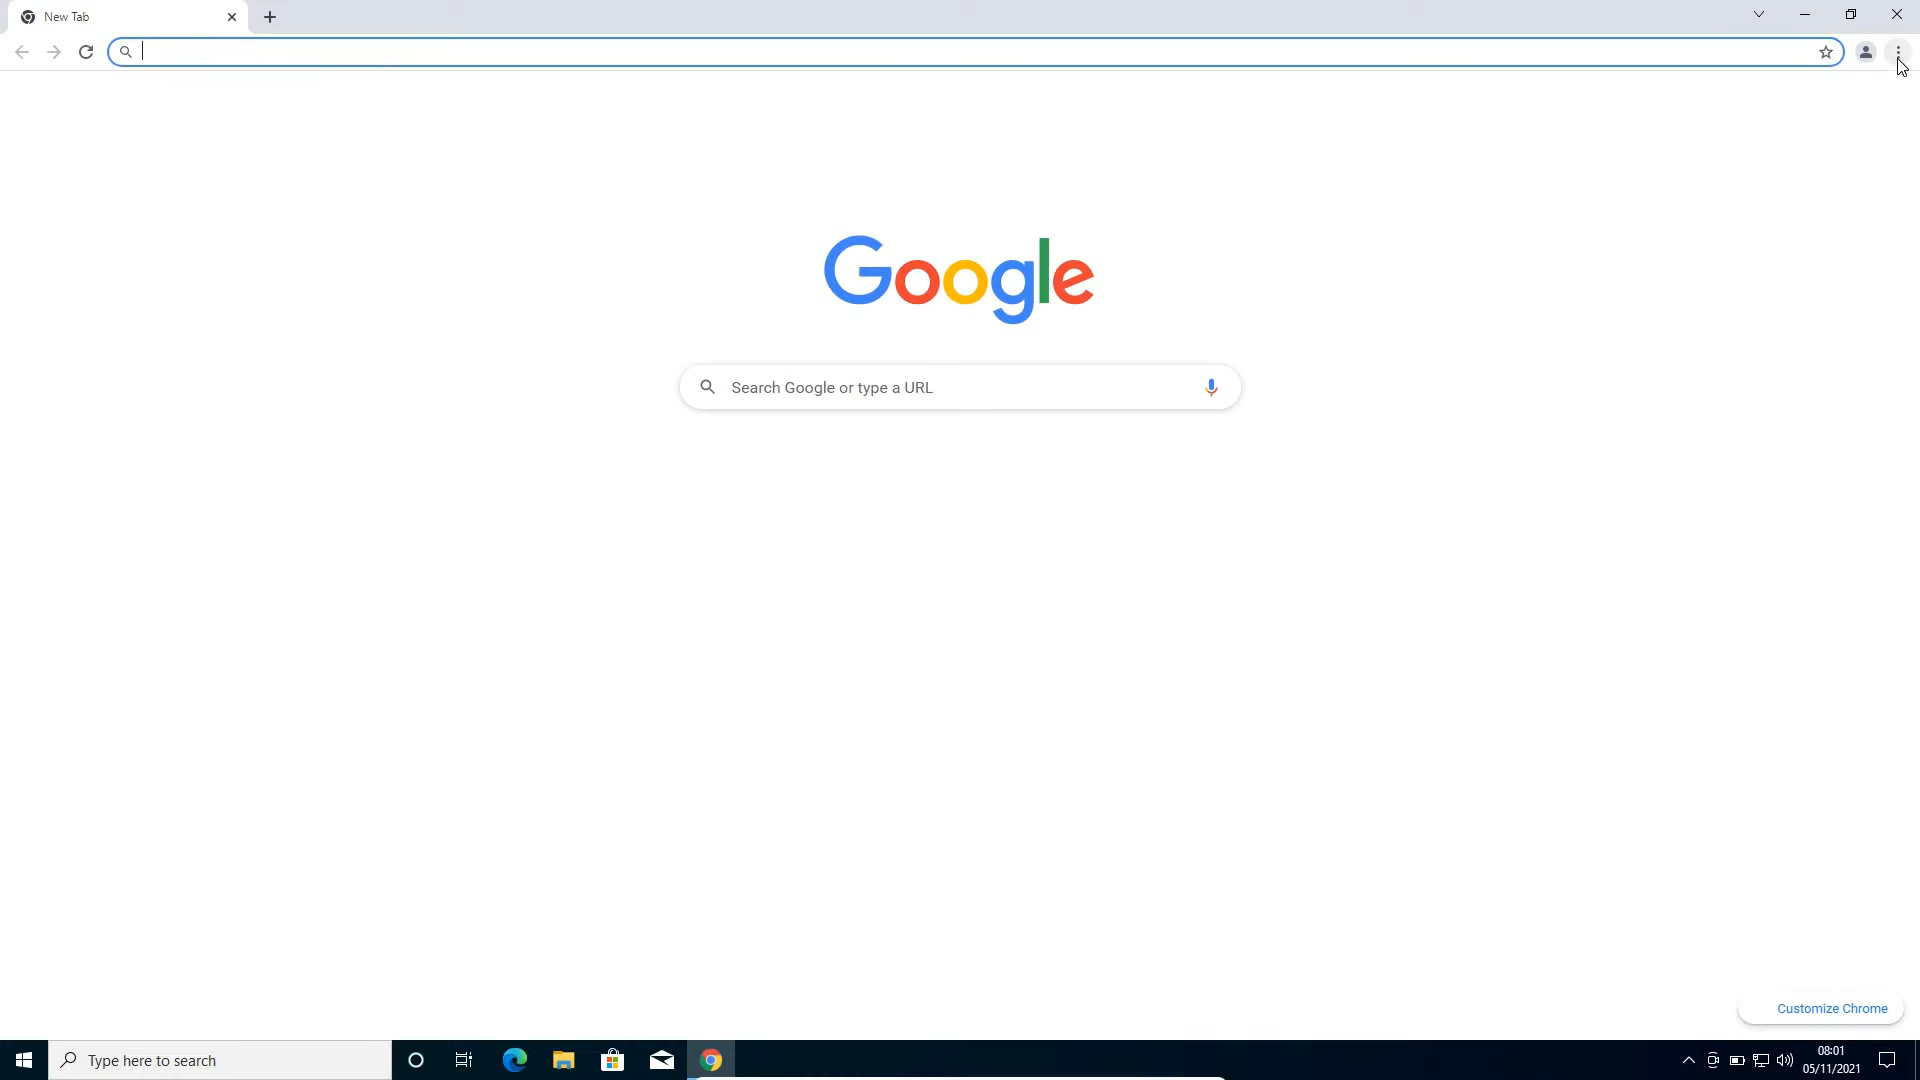 New Tab
Google
Search Google or type a URL
Customize Chrome
Type here to search
08:01
05/11/2021